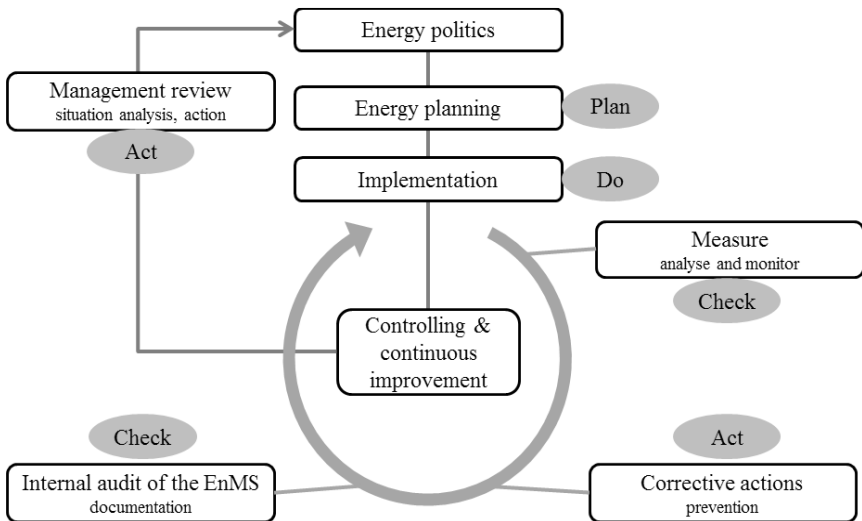 Energy politics
Management review
situation analysis, action
Act
Energy planning
Plan
Implementation
Do
Measure
analyse and monitor
Check
Controlling &
continuous
improvement
Check
Internal audit of the EnMS
documentation
Act
Corrective actions
prevention